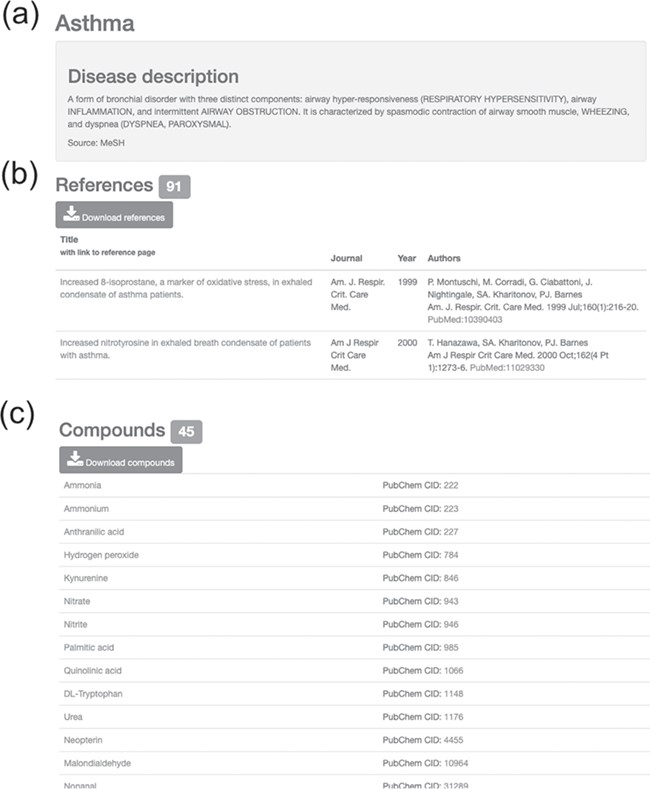 (a)
Asthma
Disease description
A form of bronchial disorder with three distinct components: airway hyper-responsiveness (RESPIRATORY HYPERSENSITIVITY), airway
INFLAMMATION, and intermittent AIRWAY OBSTRUCTION. It is characterized by spasmodic contraction of airway smooth muscle, WHEEZING,
and dyspnea (DYSPNEA, PAROXYSMAL).
Source: MeSH
(b)
References 91
Download references
Title
with link to reference page
Journal Year Authors
Increased 8-isoprostane, a marker of oxidative stress, in exhaled
condensate of asthma patients.
Am. J. Respir.
Crit. Care
Med.
1999
P. Montuschi, M. Corradi, G. Ciabattoni, J.
Nightingale, SA. Kharitonov, PJ. Barnes
Am. J. Respir. Crit. Care Med. 1999 Jul;160(1):216-20.
PubMed:10390403
Increased nitrotyrosine in exhaled breath condensate of patients
with asthma.
Am J Respir
Crit Care
Med.
2000
T. Hanazawa, SA. Kharitonov, PJ. Barnes
Am J Respir Crit Care Med. 2000 Oct;162(4 Pt
1):1273-6. PubMed:11029330
(c)
Compounds 45
Download compounds
Ammonia PubChem CID: 222
Ammonium PubChem CID: 223
Anthranilic acid PubChem CID: 227
Hydrogen peroxide PubChem CID: 784
Kynurenine PubChem CID: 846
Nitrate PubChem CID: 943
Nitrite PubChem CID: 946
Palmitic acid PubChem CID: 985
Quinolinic acid PubChem CID: 1066
DL-Tryptophan PubChem CID: 1148
Urea PubChem CID: 1176
Neopterin PubChem CID: 4455
Malondialdehyde PubChem CID: 10964
Nonanal PubChem CID: 31289